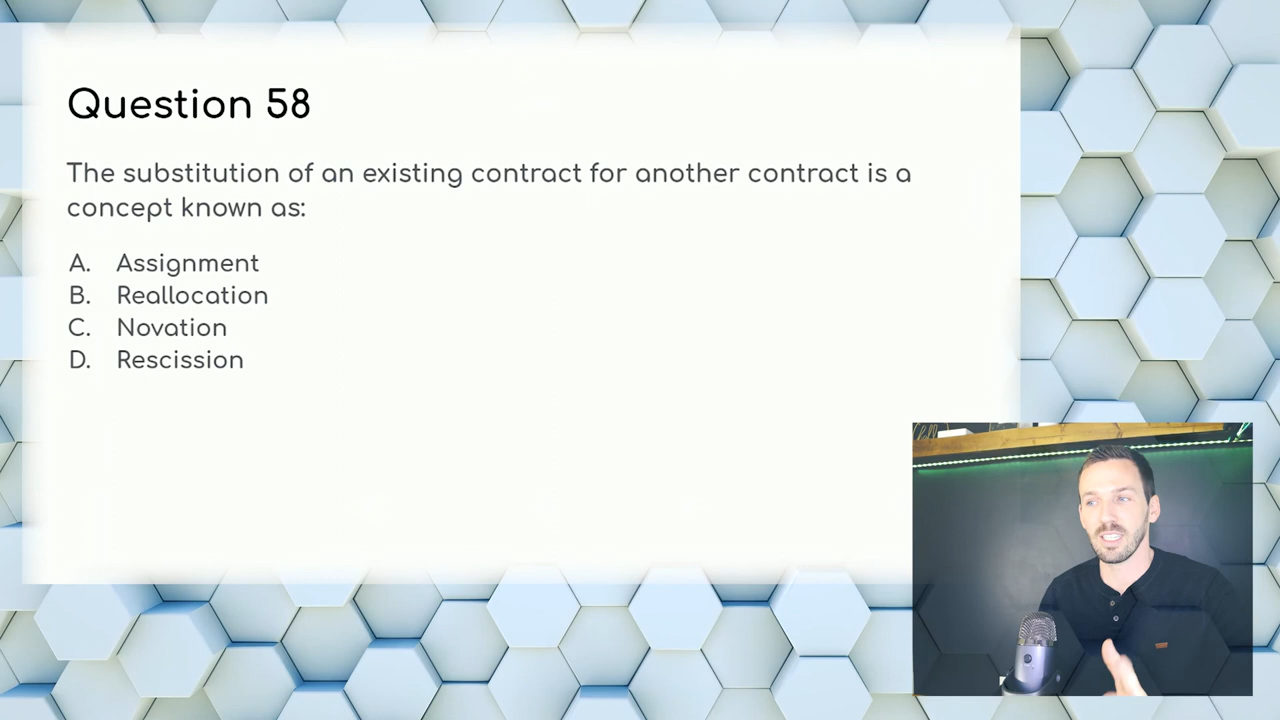 Question 58
The substitution of an existing contract for another contract is a
concept known as:
A. Assignment
B. Reallocation
C. Novation
D. Rescission